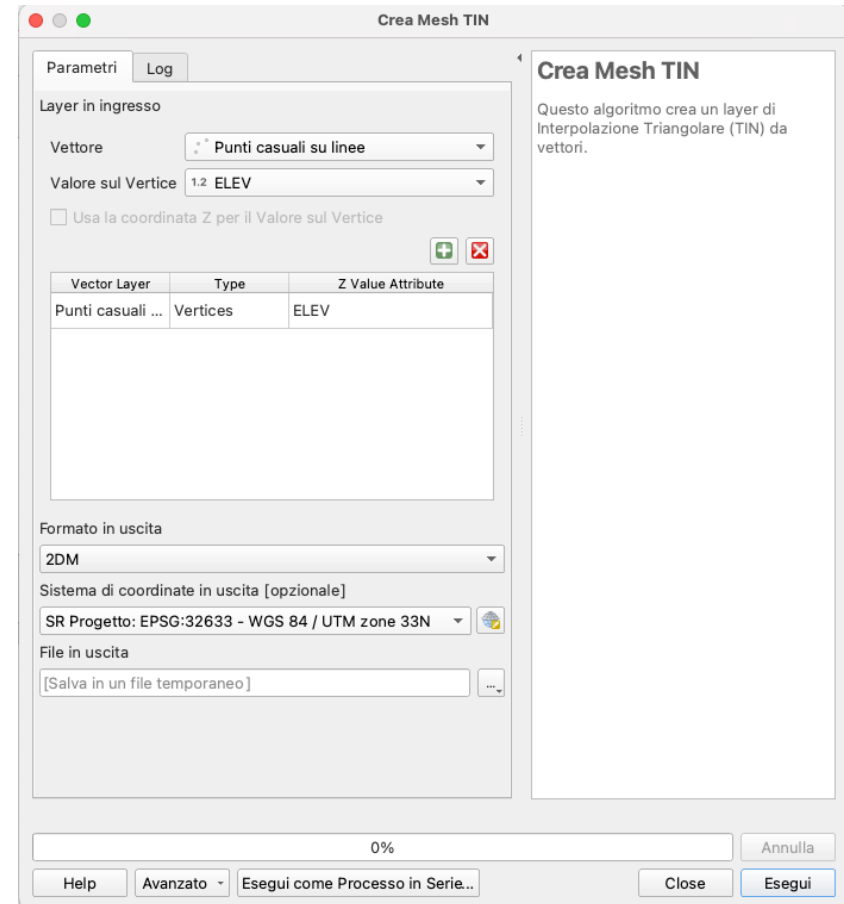 Crea Mesh TIN
Parametri
Log
Layer in ingresso
Vettore
Punti casuali su linee
Valore sul Vertice
1.2 ELEV
Usa la coordinata Z per il Valore sul Vertice
Vector Layer Type Z Value Attribute
Punti casuali ... Vertices ELEV
Formato in uscita
2DM
Sistema di coordinate in uscita [opzionale]
SR Progetto: EPSG:32633 - WGS 84 / UTM zone 33N
File in uscita
[Salva in un file temporaneo]
...
Crea Mesh TIN
Questo algoritmo crea un layer di
Interpolazione Triangolare (TIN) da
vettori.
0%
Annulla
Help
Avanzato
Esegui come Processo in Serie...
Close
Esegui